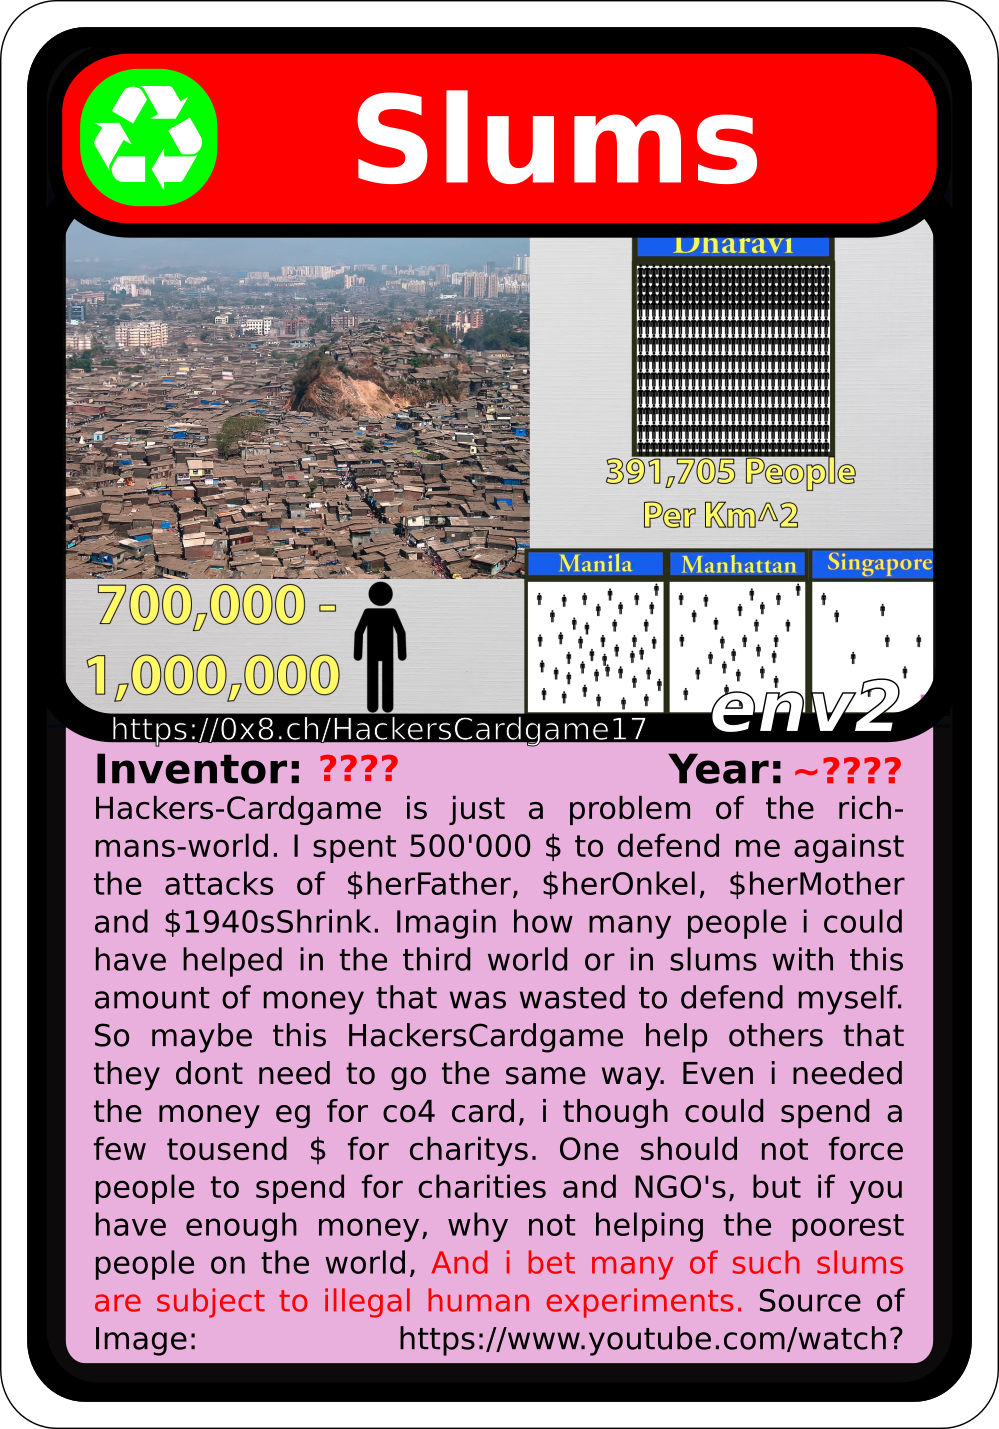 Slums
Dharavi
391,705 People
Per Km^2
Manila
Manhattan
Singapore
700,000 -
1,000,000
env2
https://0x8.ch/HackersCardgame17
Inventor: ????
Year: ~????
Hackers-Cardgame is just a problem of the rich-
mans-world. I spent 500'000 $ to defend me against
the attacks of $herFather, $herOnkel, $herMother
and $1940sShrink. Imagin how many people i could
have helped in the third world or in slums with this
amount of money that was wasted to defend myself.
So maybe this HackersCardgame help others that
they dont need to go the same way. Even i needed
the money eg for co4 card, i though could spend a
few tousend $ for charitys. One should not force
people to spend for charities and NGO's, but if you
have enough money, why not helping the poorest
people on the world, And i bet many of such slums
are subject to illegal human experiments. Source of
Image: https://www.youtube.com/watch?